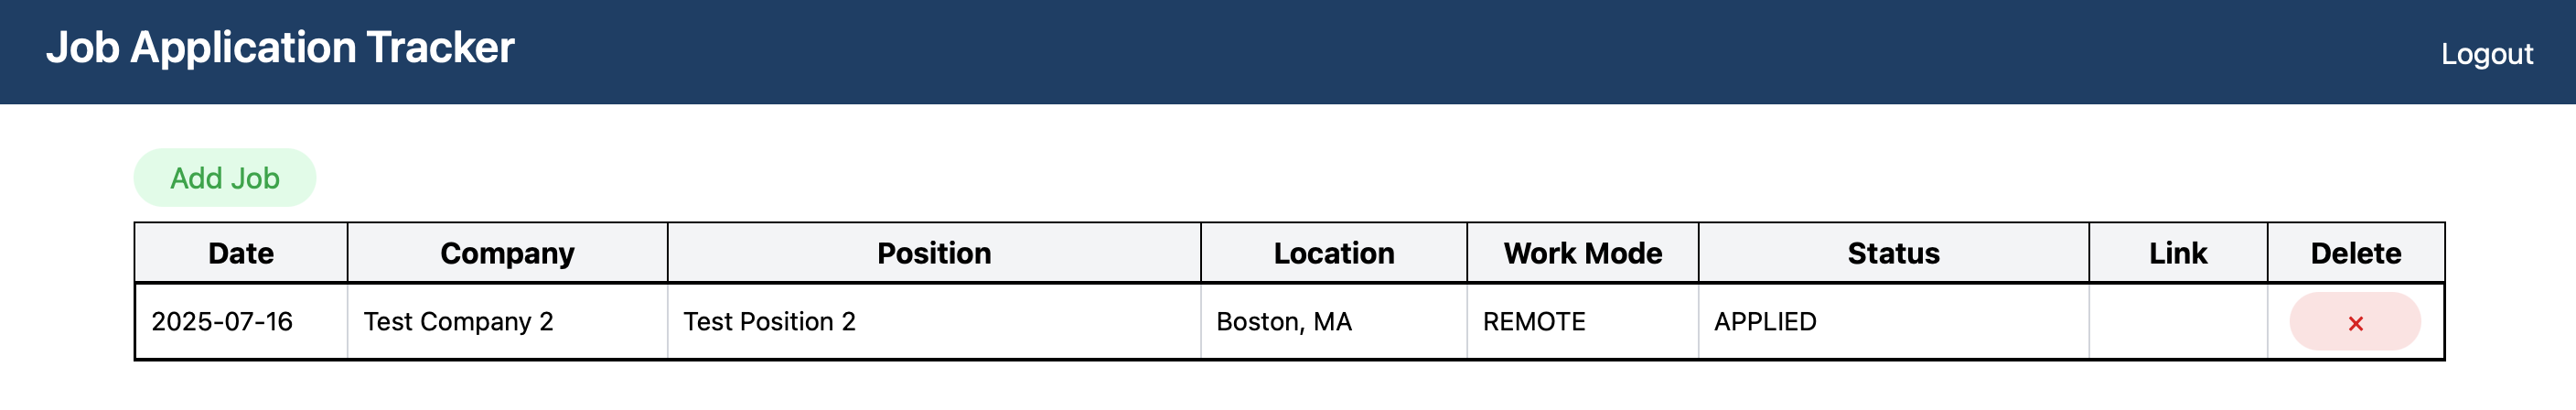 Job Application Tracker Logout
Add Job
Date Company Position Location Work Mode Status Link Delete
2025-07-16 Test Company 2 Test Position 2 Boston, MA REMOTE APPLIED ×